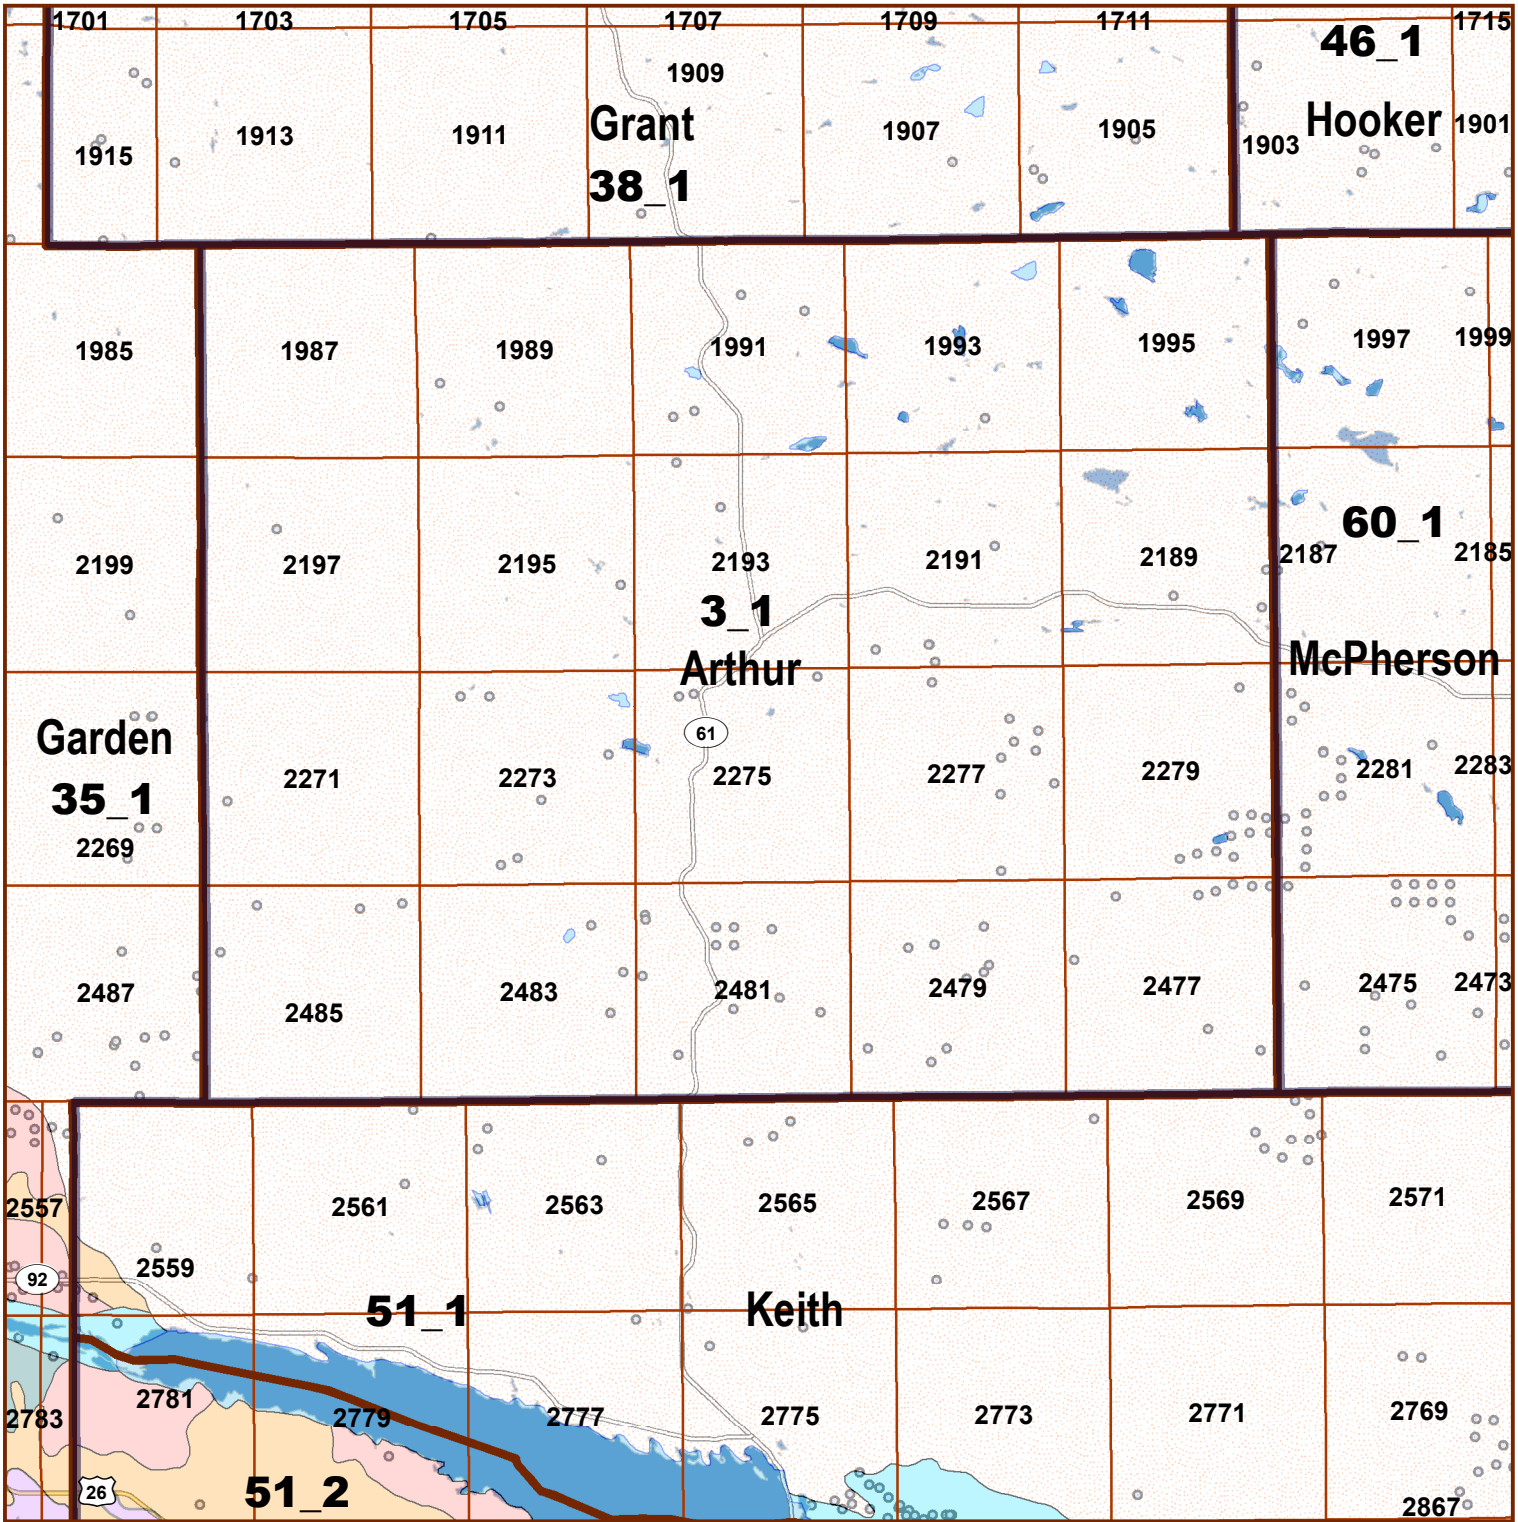 1701 1703 1705 1707 1709 1711 46_1 1715
1909
Grant Hooker
1915 1913 1911 1907 1905 1903 1901
38_1
1985 1987 1989 1991 1993 1995 1997 1999
60_1
2199 2197 2195 2193 2191 2189 2187 2185
3_1
Arthur McPherson
Garden 61
2271 2273 2275 2277 2279 2281 2283
35_1
2269
2487 2485 2483 2481 2479 2477 2475 2473
2557 2561 2563 2565 2567 2569 2571
2559
92
51_1 Keith
2781 2779 2777 2775 2773 2771 2769
2783
26 51_2 2867